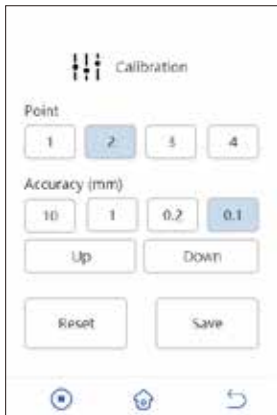 Calibration
Point
1 2 3 4
Accuracy (mm)
10 1 0.2 0.1
Up Down
Reset Save